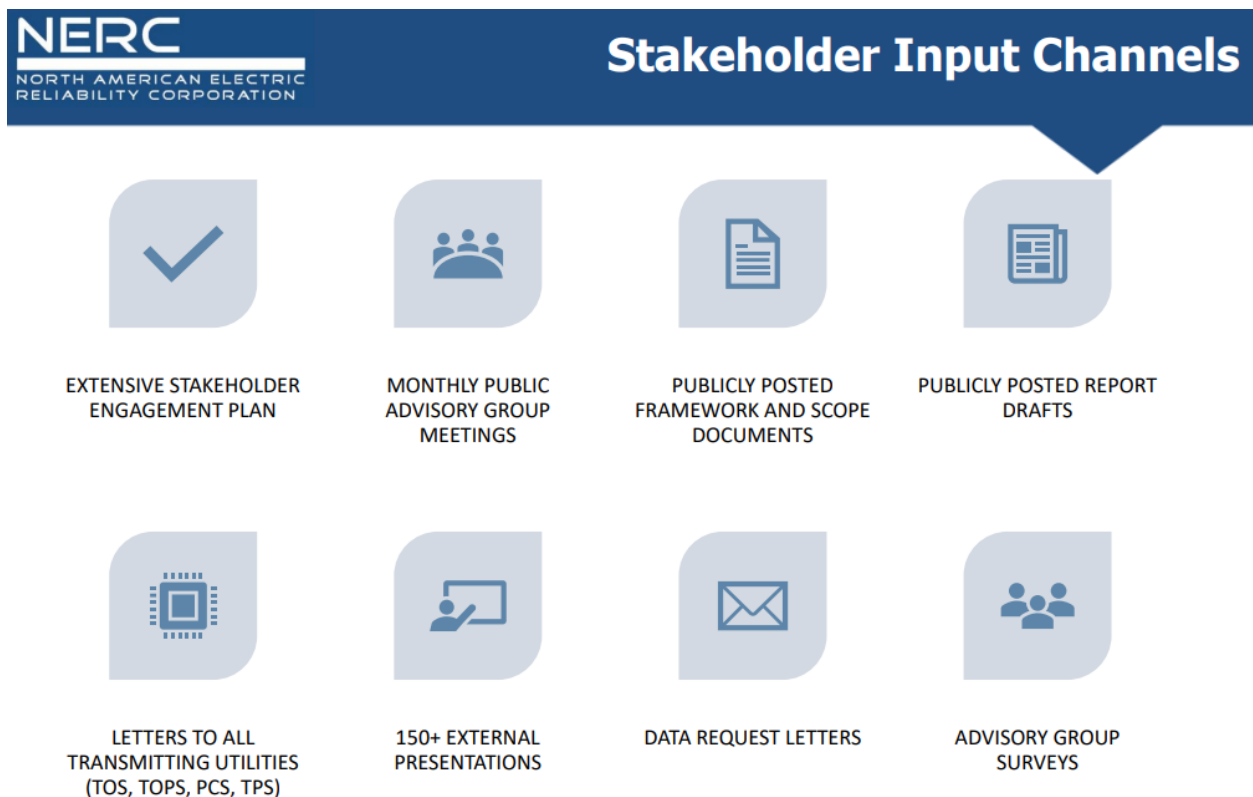 NERC
NORTH AMERICAN ELECTRIC
RELIABILITY CORPORATION
Stakeholder Input Channels
EXTENSIVE STAKEHOLDER
ENGAGEMENT PLAN
MONTHLY PUBLIC
ADVISORY GROUP
MEETINGS
PUBLICLY POSTED
FRAMEWORK AND SCOPE
DOCUMENTS
PUBLICLY POSTED REPORT
DRAFTS
LETTERS TO ALL
TRANSMITTING UTILITIES
(TOS, TOPS, PCS, TPS)
150+ EXTERNAL
PRESENTATIONS
DATA REQUEST LETTERS
ADVISORY GROUP
SURVEYS